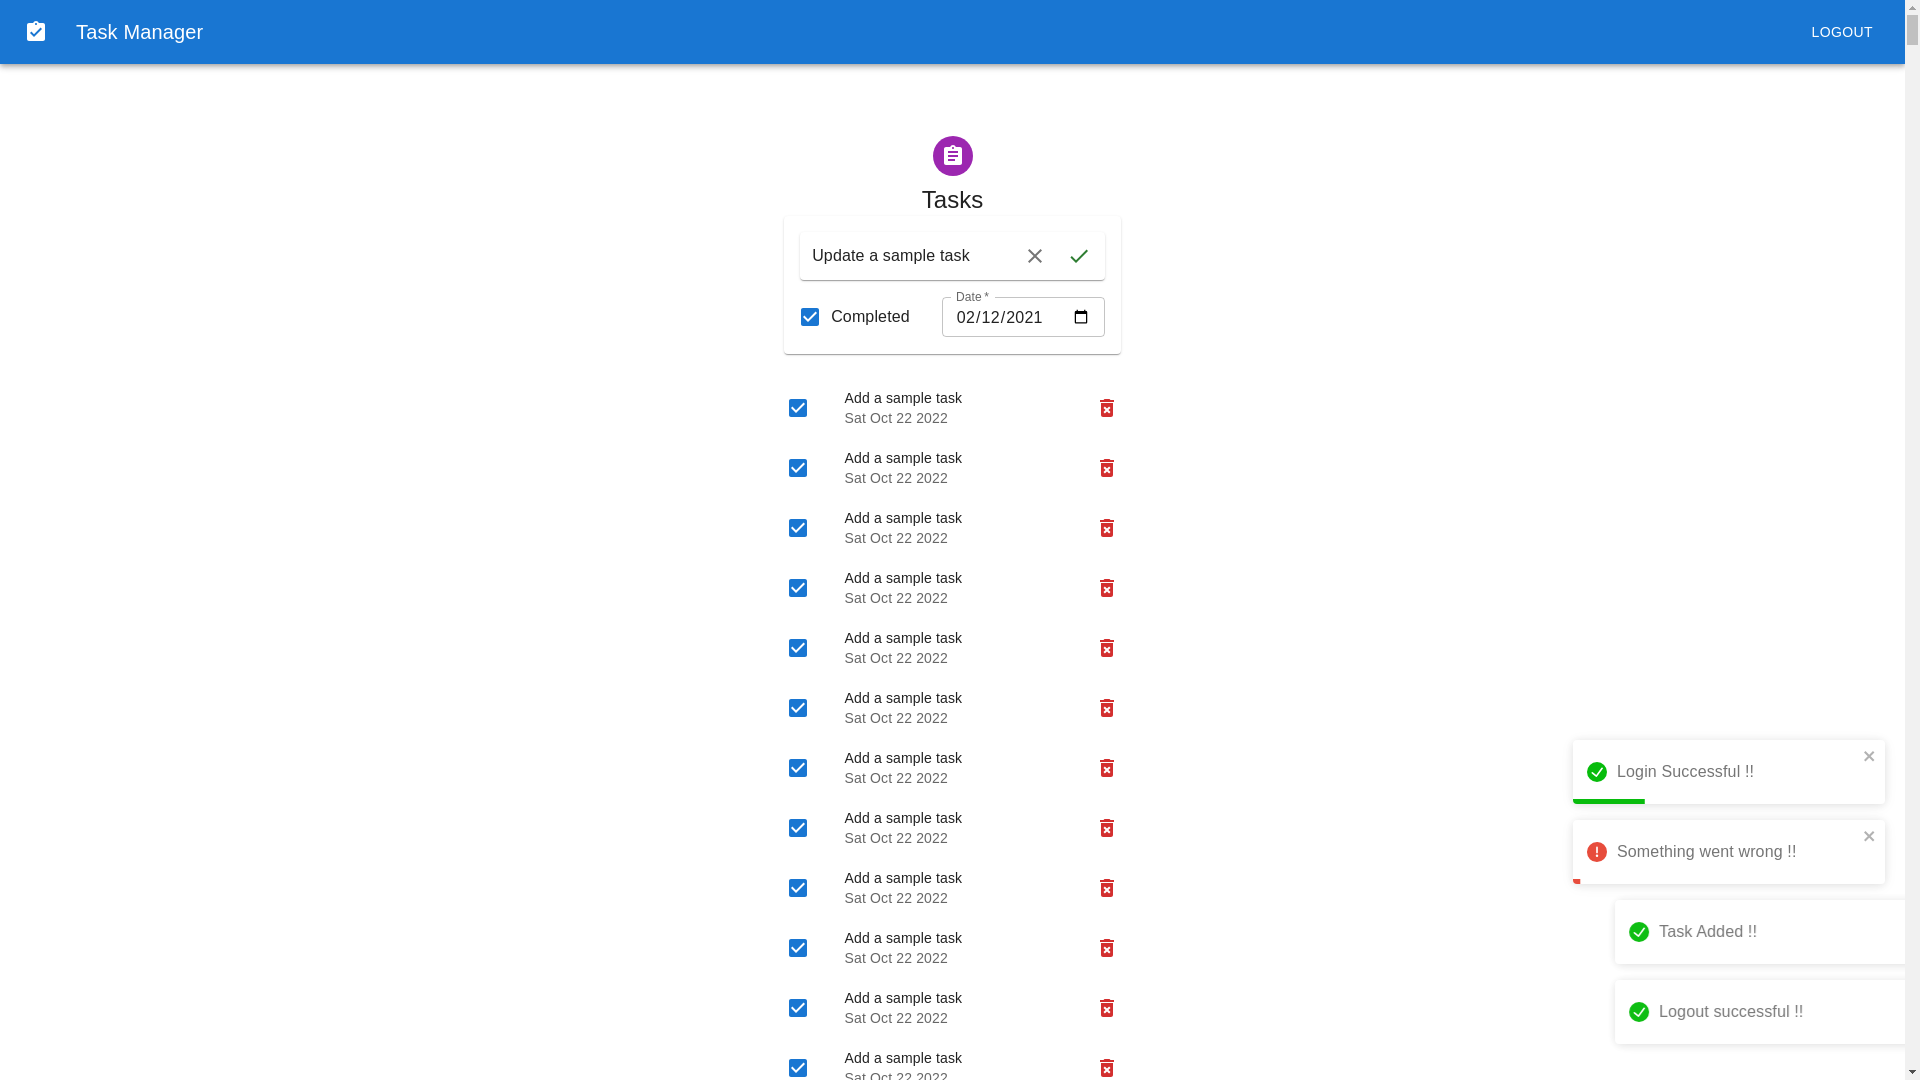 Task Manager
LOGOUT
Tasks
Update a sample task
Completed
Date *
02/12/2021
Add a sample task
Sat Oct 22 2022
Add a sample task
Sat Oct 22 2022
Add a sample task
Sat Oct 22 2022
Add a sample task
Sat Oct 22 2022
Add a sample task
Sat Oct 22 2022
Add a sample task
Sat Oct 22 2022
Add a sample task
Sat Oct 22 2022
Add a sample task
Sat Oct 22 2022
Add a sample task
Sat Oct 22 2022
Add a sample task
Sat Oct 22 2022
Add a sample task
Sat Oct 22 2022
Add a sample task
Sat Oct 22 2022
Login Successful !!
Something went wrong !!
Task Added !!
Logout successful !!